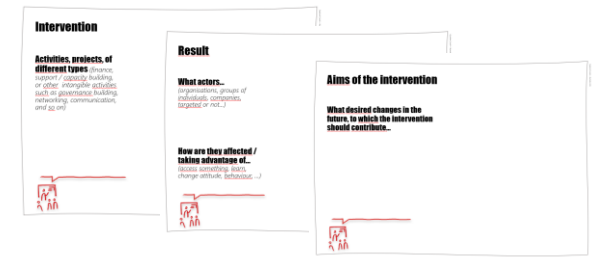 Intervention
Activities, projects, of
different types (finance,
support / capacity building,
or other intangible activities
such as governance building,
networking, communication,
and so on)
Result
What actors...
(organisations, groups of
individuals, companies,
targeted or not...)
How are they affected /
taking advantage of...
(access something, learn,
change attitude, behaviour, ...)
Aims of the intervention
What desired changes in the
future, to which the intervention
should contribute...